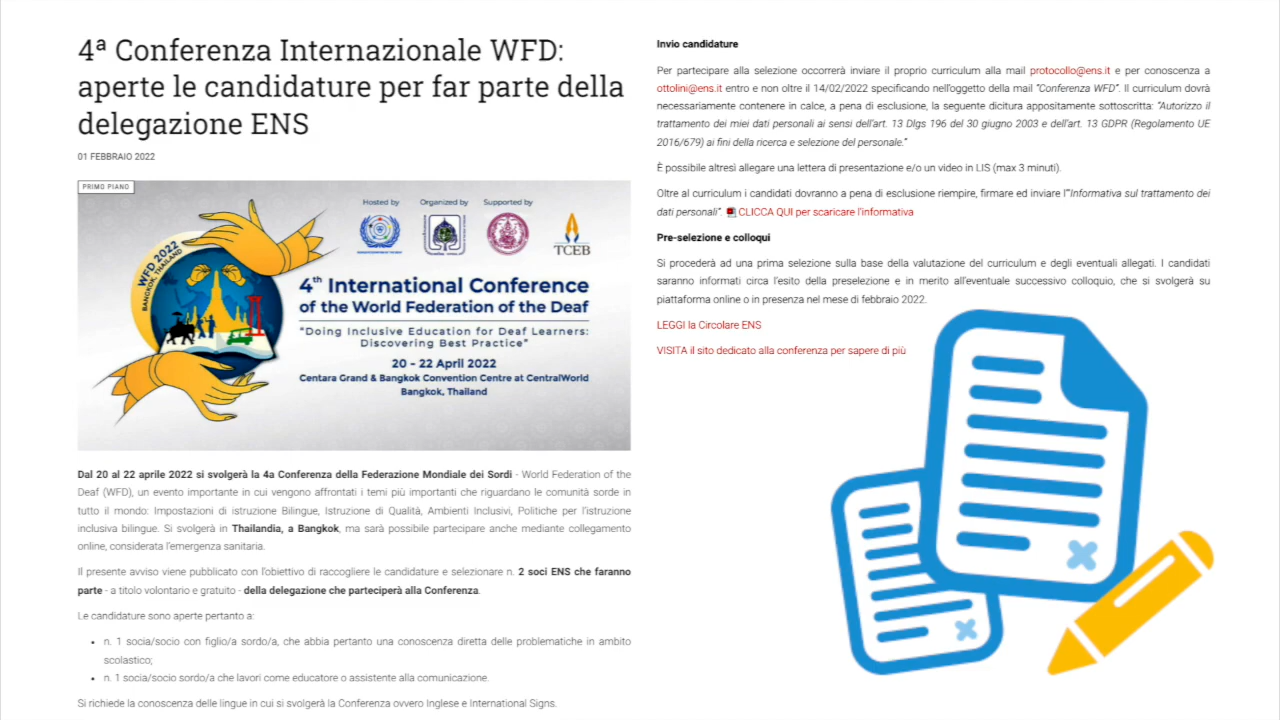 4ª Conferenza Internazionale WFD:
aperte le candidature per far parte della
delegazione ENS
01 FEBBRAIO 2022
PRIMO PIANO
WFD 2022
BANGKOK, THAILAND
Hosted by
Organized by
Supported by
TCEB
4th International Conference
of the World Federation of the Deaf
"Doing Inclusive Education for Deaf Learners:
Discovering Best Practice"
20 - 22 April 2022
Centara Grand & Bangkok Convention Centre at CentralWorld
Bangkok, Thailand
Dal 20 al 22 aprile 2022 si svolgerà la 4a Conferenza della Federazione Mondiale dei Sordi - World Federation of the
Deaf (WFD), un evento importante in cui vengono affrontati i temi più importanti che riguardano le comunità sorde in
tutto il mondo: Impostazioni di istruzione Bilingue, Istruzione di Qualità, Ambienti Inclusivi, Politiche per l'istruzione
inclusiva bilingue. Si svolgerà in Thailandia, a Bangkok, ma sarà possibile partecipare anche mediante collegamento
online, considerata l'emergenza sanitaria.
Il presente avviso viene pubblicato con l'obiettivo di raccogliere le candidature e selezionare n. 2 soci ENS che faranno
parte - a titolo volontario e gratuito - della delegazione che parteciperà alla Conferenza.
Le candidature sono aperte pertanto a:
• n. 1 socia/socio con figlio/a sordo/a, che abbia pertanto una conoscenza diretta delle problematiche in ambito
scolastico;
• n. 1 socia/socio sordo/a che lavori come educatore o assistente alla comunicazione.
Si richiede la conoscenza delle lingue in cui si svolgerà la Conferenza ovvero Inglese e International Signs.
Invio candidature
Per partecipare alla selezione occorrerà inviare il proprio curriculum alla mail protocollo@ens.it e per conoscenza a
ottolini@ens.it entro e non oltre il 14/02/2022 specificando nell'oggetto della mail "Conferenza WFD". Il curriculum dovrà
necessariamente contenere in calce, a pena di esclusione, la seguente dicitura appositamente sottoscritta: "Autorizzo il
trattamento dei miei dati personali ai sensi dell'art. 13 Dlgs 196 del 30 giugno 2003 e dell'art. 13 GDPR (Regolamento UE
2016/679) ai fini della ricerca e selezione del personale."
È possibile altresì allegare una lettera di presentazione e/o un video in LIS (max 3 minuti).
Oltre al curriculum i candidati dovranno a pena di esclusione riempire, firmare ed inviare l'"Informativa sul trattamento dei
dati personali". CLICCA QUI per scaricare l'informativa
Pre-selezione e colloqui
Si procederà ad una prima selezione sulla base della valutazione del curriculum e degli eventuali allegati. I candidati
saranno informati circa l'esito della preselezione e in merito all'eventuale successivo colloquio, che si svolgerà su
piattaforma online o in presenza nel mese di febbraio 2022.
LEGGI la Circolare ENS
VISITA il sito dedicato alla conferenza per sapere di più